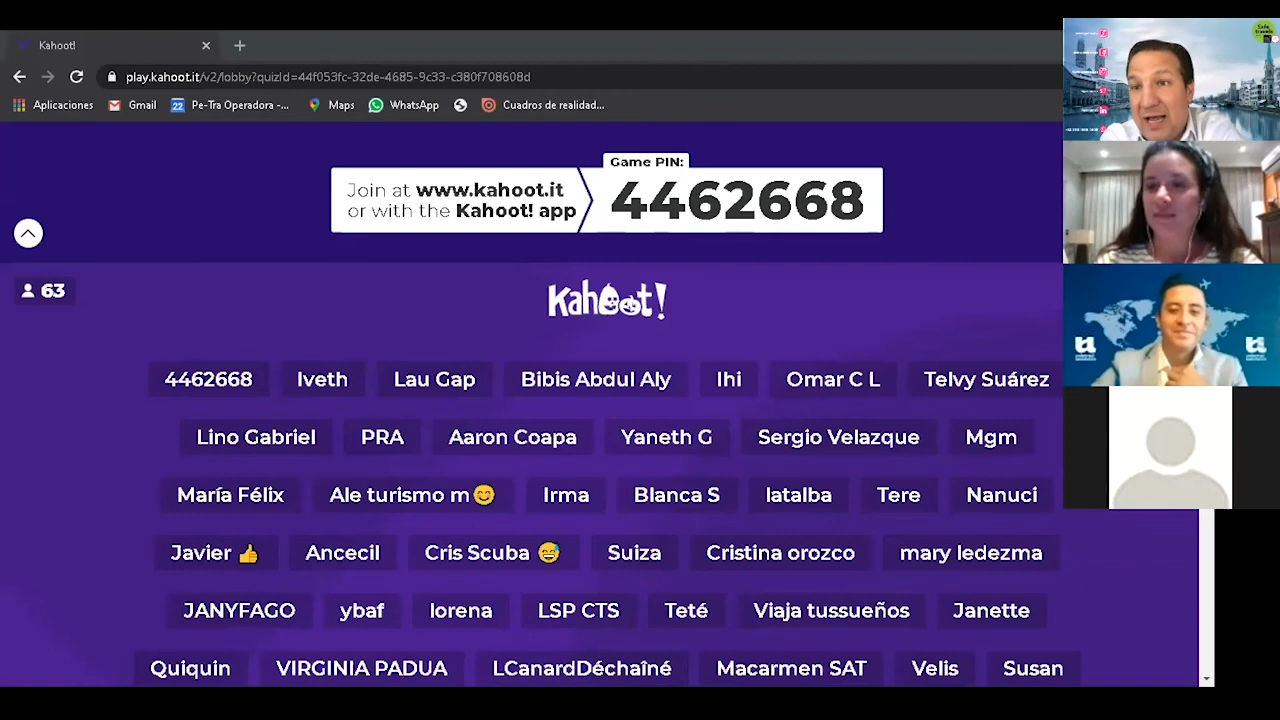 Kahoot!
play.kahoot.it/v2/lobby?quizId=44f053fc-32de-4685-9c33-c380f708608d
Aplicaciones Gmail 22 Pe-Tra Operadora -... Maps WhatsApp Cuadros de realidad...
Game PIN:
Join at www.kahoot.it
or with the Kahoot! app
4462668
63
Kahoot!
4462668 Iveth Lau Gap Bibis Abdul Aly Ihi Omar C L Telvy Suárez
Lino Gabriel PRA Aaron Coapa Yaneth G Sergio Velazque Mgm
María Félix Ale turismo m😊 Irma Blanca S latalba Tere Nanuci
Javier 👍 Ancecil Cris Scuba 😅 Suiza Cristina orozco mary ledezma
JANYFAGO ybaf lorena LSP CTS Teté Viaja tussueños Janette
Quiquin VIRGINIA PADUA LCanardDéchaîné Macarmen SAT Velis Susan
Safe
travels